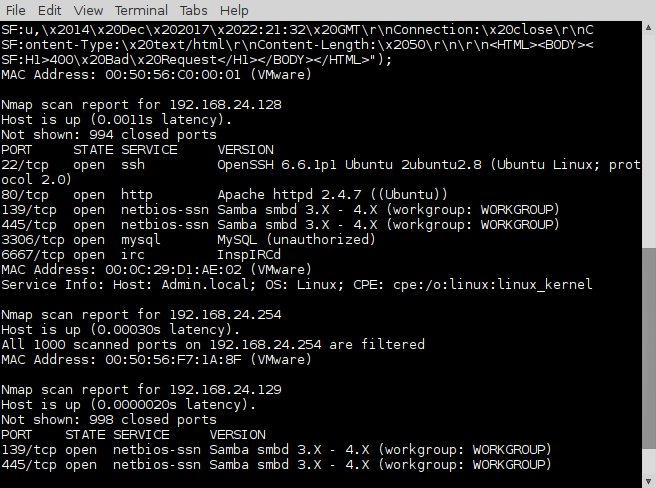 File Edit View Terminal Tabs Help
SF:u,\x2014\x20Dec\x202017\x2022:21:32\x20GMT\r\nConnection:\x20close\r\nC
SF:ontent-Type:\x20text/html\r\nContent-Length:\x2050\r\n\r\n<HTML><BODY><
SF:H1>400\x20Bad\x20Request</H1></BODY></HTML>");
MAC Address: 00:50:56:C0:00:01 (VMware)
Nmap scan report for 192.168.24.128
Host is up (0.0011s latency).
Not shown: 994 closed ports
PORT     STATE SERVICE     VERSION
22/tcp   open  ssh         OpenSSH 6.6.1p1 Ubuntu 2ubuntu2.8 (Ubuntu Linux; prot
ocol 2.0)
80/tcp   open  http        Apache httpd 2.4.7 ((Ubuntu))
139/tcp  open  netbios-ssn Samba smbd 3.X - 4.X (workgroup: WORKGROUP)
445/tcp  open  netbios-ssn Samba smbd 3.X - 4.X (workgroup: WORKGROUP)
3306/tcp open  mysql       MySQL (unauthorized)
6667/tcp open  irc         InspIRCd
MAC Address: 00:0C:29:D1:AE:02 (VMware)
Service Info: Host: Admin.local; OS: Linux; CPE: cpe:/o:linux:linux_kernel
Nmap scan report for 192.168.24.254
Host is up (0.00030s latency).
All 1000 scanned ports on 192.168.24.254 are filtered
MAC Address: 00:50:56:F7:1A:8F (VMware)
Nmap scan report for 192.168.24.129
Host is up (0.0000020s latency).
Not shown: 998 closed ports
PORT    STATE SERVICE     VERSION
139/tcp open  netbios-ssn Samba smbd 3.X - 4.X (workgroup: WORKGROUP)
445/tcp open  netbios-ssn Samba smbd 3.X - 4.X (workgroup: WORKGROUP)